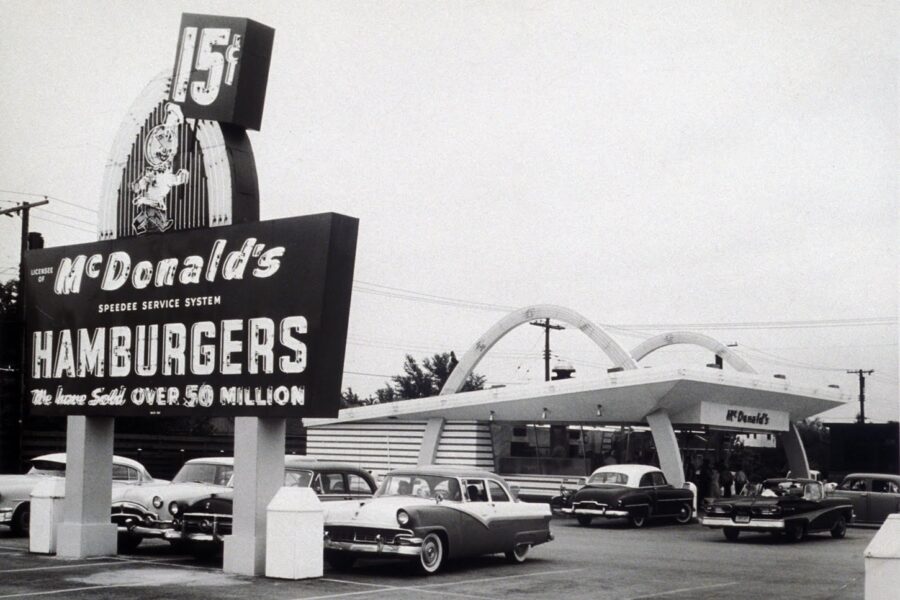 15¢
LICENSEE
OF
McDonald's
SPEEDEE SERVICE SYSTEM
HAMBURGERS
We have Sold OVER 50 MILLION
McDonald's